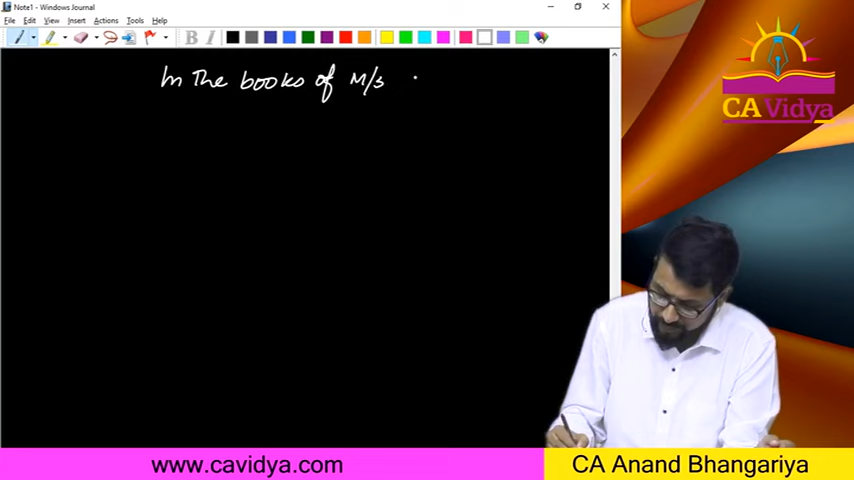 Note1 - Windows Journal
File Edit View Insert Actions Tools Help
B I
In the books of M/s
CA Vidya
www.cavidya.com
CA Anand Bhangariya